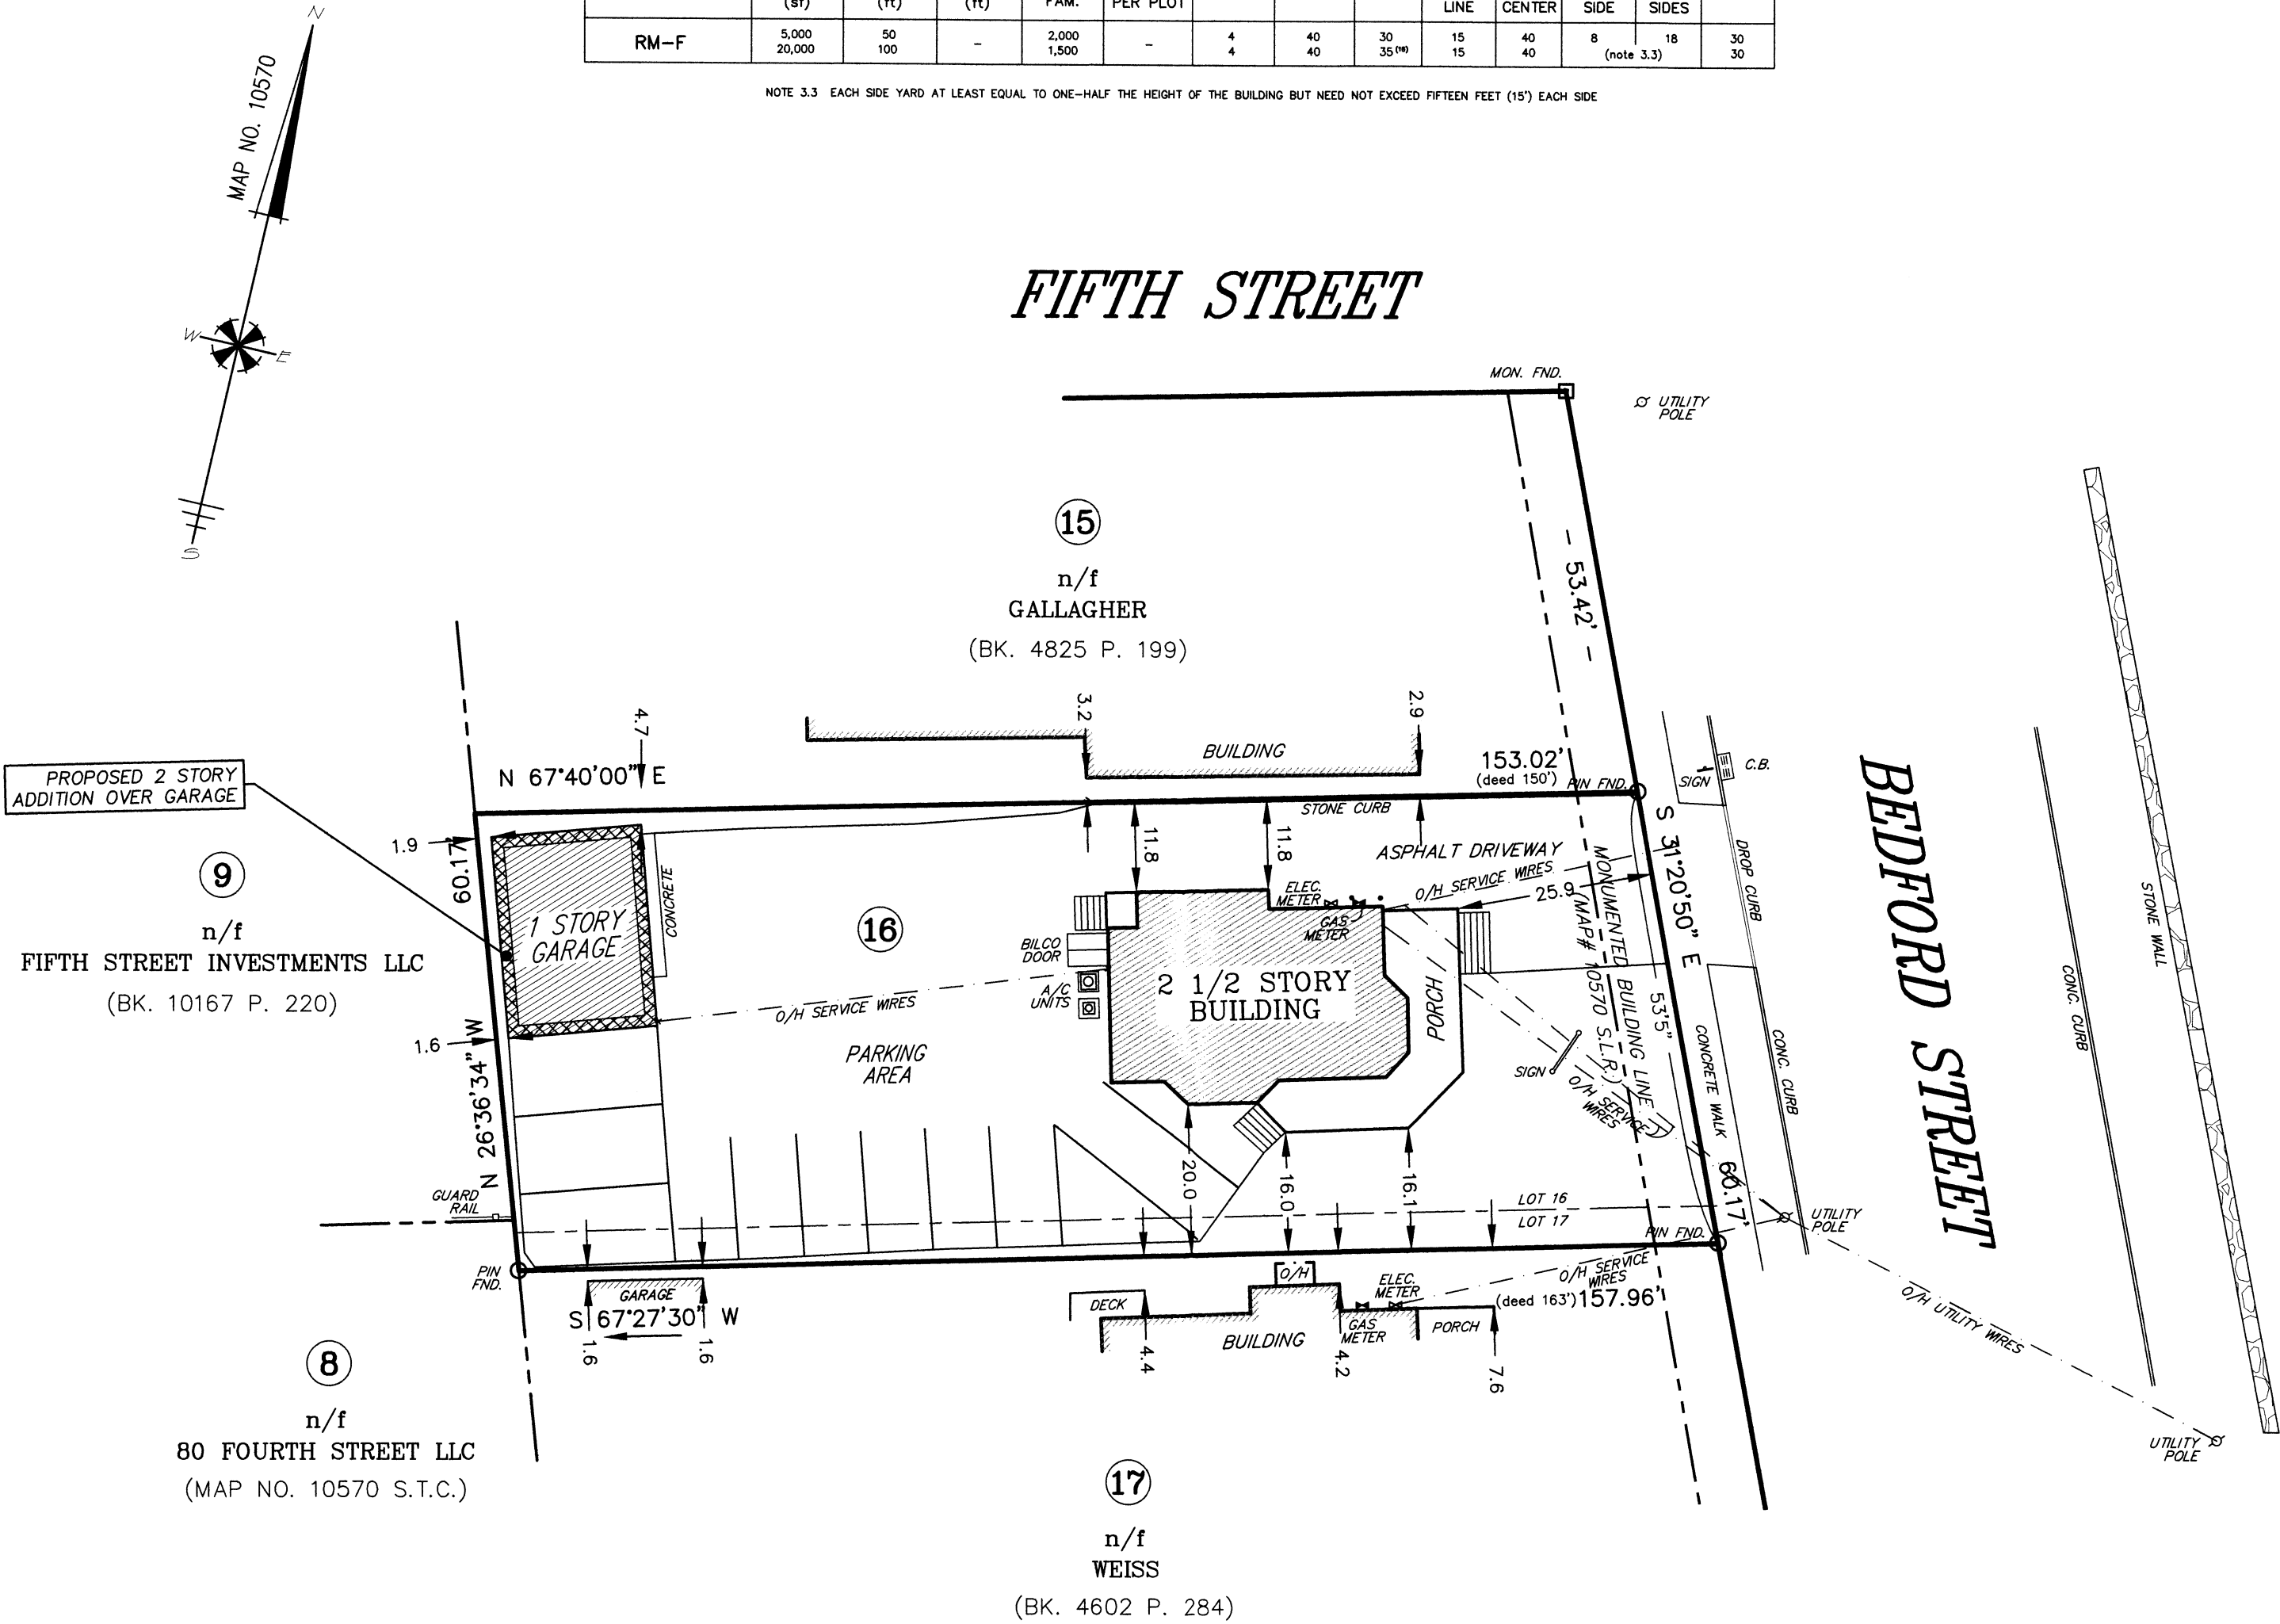 (sf) (ft) (ft) FAM. PER PLOT LINE CENTER SIDE SIDES
RM-F 5,000 50 - 2,000 - 4 40 30 15 40 8 18 30
20,000 100 1,500 4 40 35(18) 15 40 (note 3.3) 30
NOTE 3.3 EACH SIDE YARD AT LEAST EQUAL TO ONE-HALF THE HEIGHT OF THE BUILDING BUT NEED NOT EXCEED FIFTEEN FEET (15') EACH SIDE
N
MAP NO. 10570
W
E
S
FIFTH STREET
MON. FND.
UTILITY
POLE
15
n/f
GALLAGHER
(BK. 4825 P. 199)
53.42'
4.7
3.2
2.9
BUILDING
N 67°40'00" E
153.02'
(deed 150')
PIN FND.
STONE CURB
SIGN
C.B.
PROPOSED 2 STORY
ADDITION OVER GARAGE
1.9
60.17'
1 STORY
GARAGE
CONCRETE
9
n/f
FIFTH STREET INVESTMENTS LLC
(BK. 10167 P. 220)
16
11.8
11.8
ASPHALT DRIVEWAY
O/H SERVICE WIRES
25.9
ELEC.
METER
GAS
METER
BILCO
DOOR
A/C
UNITS
2 1/2 STORY
BUILDING
PORCH
O/H SERVICE WIRES
PARKING
AREA
MONUMENTED BUILDING LINE
(MAP# 10570 S.L.R.)
S 31°20'50" E
53'5"
DROP CURB
CONCRETE WALK
CONC. CURB
BEDFORD STREET
CONC. CURB
STONE WALL
SIGN
O/H SERVICE
WIRES
1.6
N 26°36'34" W
GUARD
RAIL
20.0
16.0
16.1
LOT 16
LOT 17
60.17'
PIN FND.
UTILITY
POLE
PIN
FND.
GARAGE
S 67°27'30" W
1.6
1.6
DECK
O/H
ELEC.
METER
O/H SERVICE
WIRES
(deed 163') 157.96'
4.4
BUILDING
4.2
GAS
METER
PORCH
7.6
O/H UTILITY WIRES
UTILITY
POLE
8
n/f
80 FOURTH STREET LLC
(MAP NO. 10570 S.T.C.)
17
n/f
WEISS
(BK. 4602 P. 284)